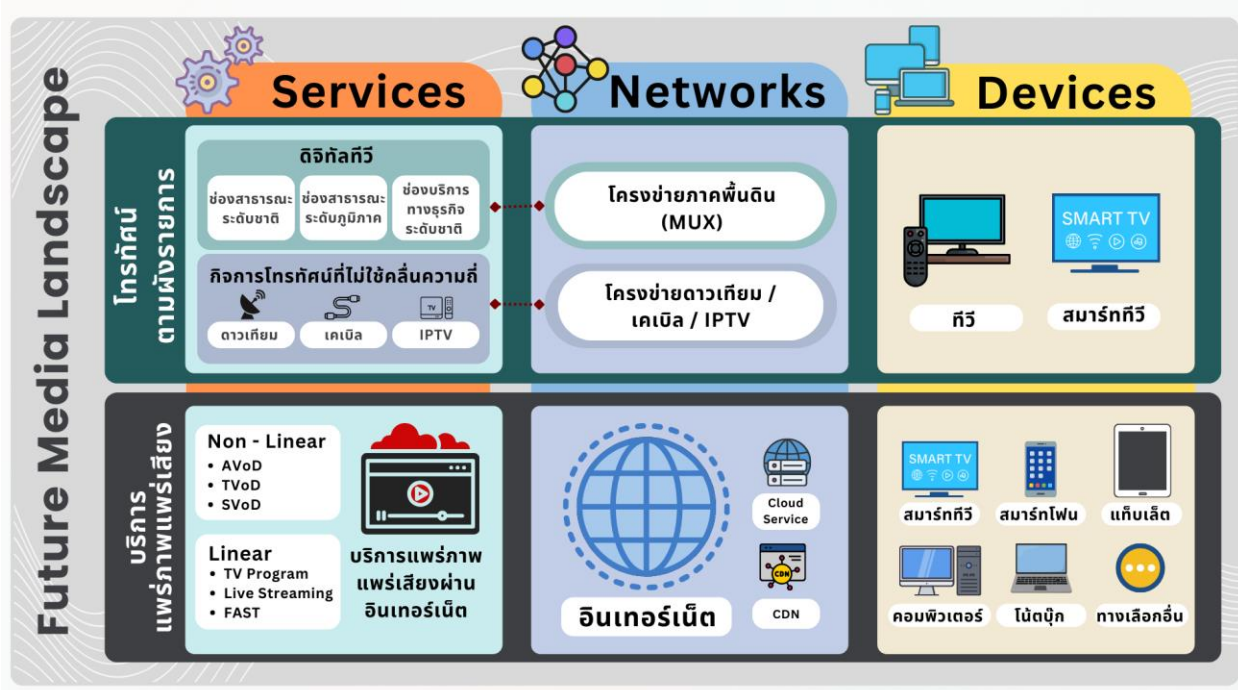 Future Media Landscape
Services
Networks
Devices
โทรทัศน์
ตามผังรายการ
ดิจิทัลทีวี
ช่องสาธารณะ
ระดับชาติ
ช่องสาธารณะ
ระดับภูมิภาค
ช่องบริการ
ทางธุรกิจ
ระดับชาติ
กิจการโทรทัศน์ที่ไม่ใช้คลื่นความถี่
TV
ดาวเทียม
เคเบิล
IPTV
โครงข่ายภาคพื้นดิน
(MUX)
โครงข่ายดาวเทียม /
เคเบิล / IPTV
SMART TV
ทีวี
สมาร์ททีวี
บริการ
แพร่ภาพแพร่เสียง
Non - Linear
• AVoD
• TVoD
• SVoD
Linear
• TV Program
• Live Streaming
• FAST
บริการแพร่ภาพ
แพร่เสียงผ่าน
อินเทอร์เน็ต
อินเทอร์เน็ต
Cloud
Service
CDN
CDN
SMART TV
สมาร์ททีวี
สมาร์ทโฟน
แท็บเล็ต
คอมพิวเตอร์
โน้ตบุ๊ก
ทางเลือกอื่น